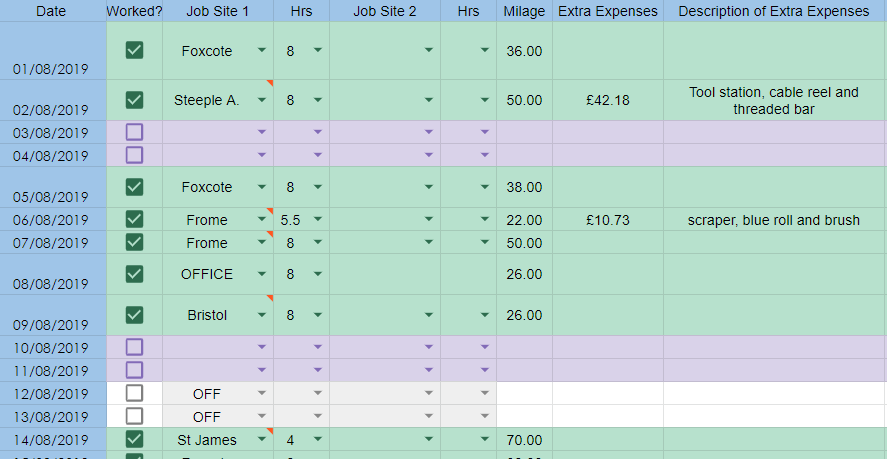 Date Worked? Job Site 1 Hrs Job Site 2 Hrs Milage Extra Expenses Description of Extra Expenses
01/08/2019 Foxcote 8 36.00
02/08/2019 Steeple A. 8 50.00 £42.18 Tool station, cable reel and
threaded bar
03/08/2019
04/08/2019
05/08/2019 Foxcote 8 38.00
06/08/2019 Frome 5.5 22.00 £10.73 scraper, blue roll and brush
07/08/2019 Frome 8 50.00
08/08/2019 OFFICE 8 26.00
09/08/2019 Bristol 8 26.00
10/08/2019
11/08/2019
12/08/2019 OFF
13/08/2019 OFF
14/08/2019 St James 4 70.00